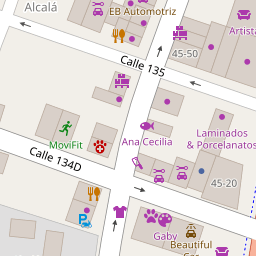 Alcalá
EB Automotriz
Artista
45-50
Calle 135
Ana Cecilia
Laminados
& Porcelanatos
MoviFit
Calle 134D
45-20
Gaby
Beautiful